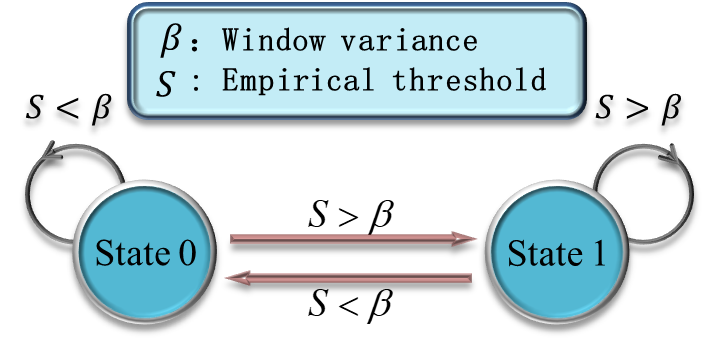 β: Window variance
S: Empirical threshold
S < β
S > β
S > β
State 0
State 1
S < β